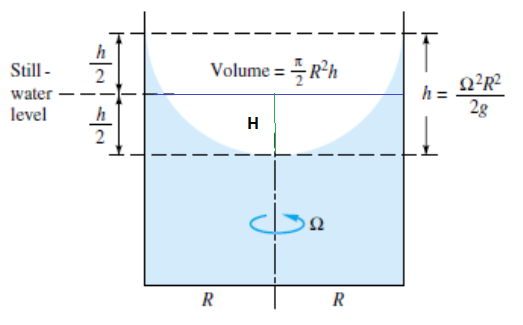 h/2
Still-
water
level
h/2
Volume = π/2 R²h
H
h = Ω²R²/2g
Ω
R
R